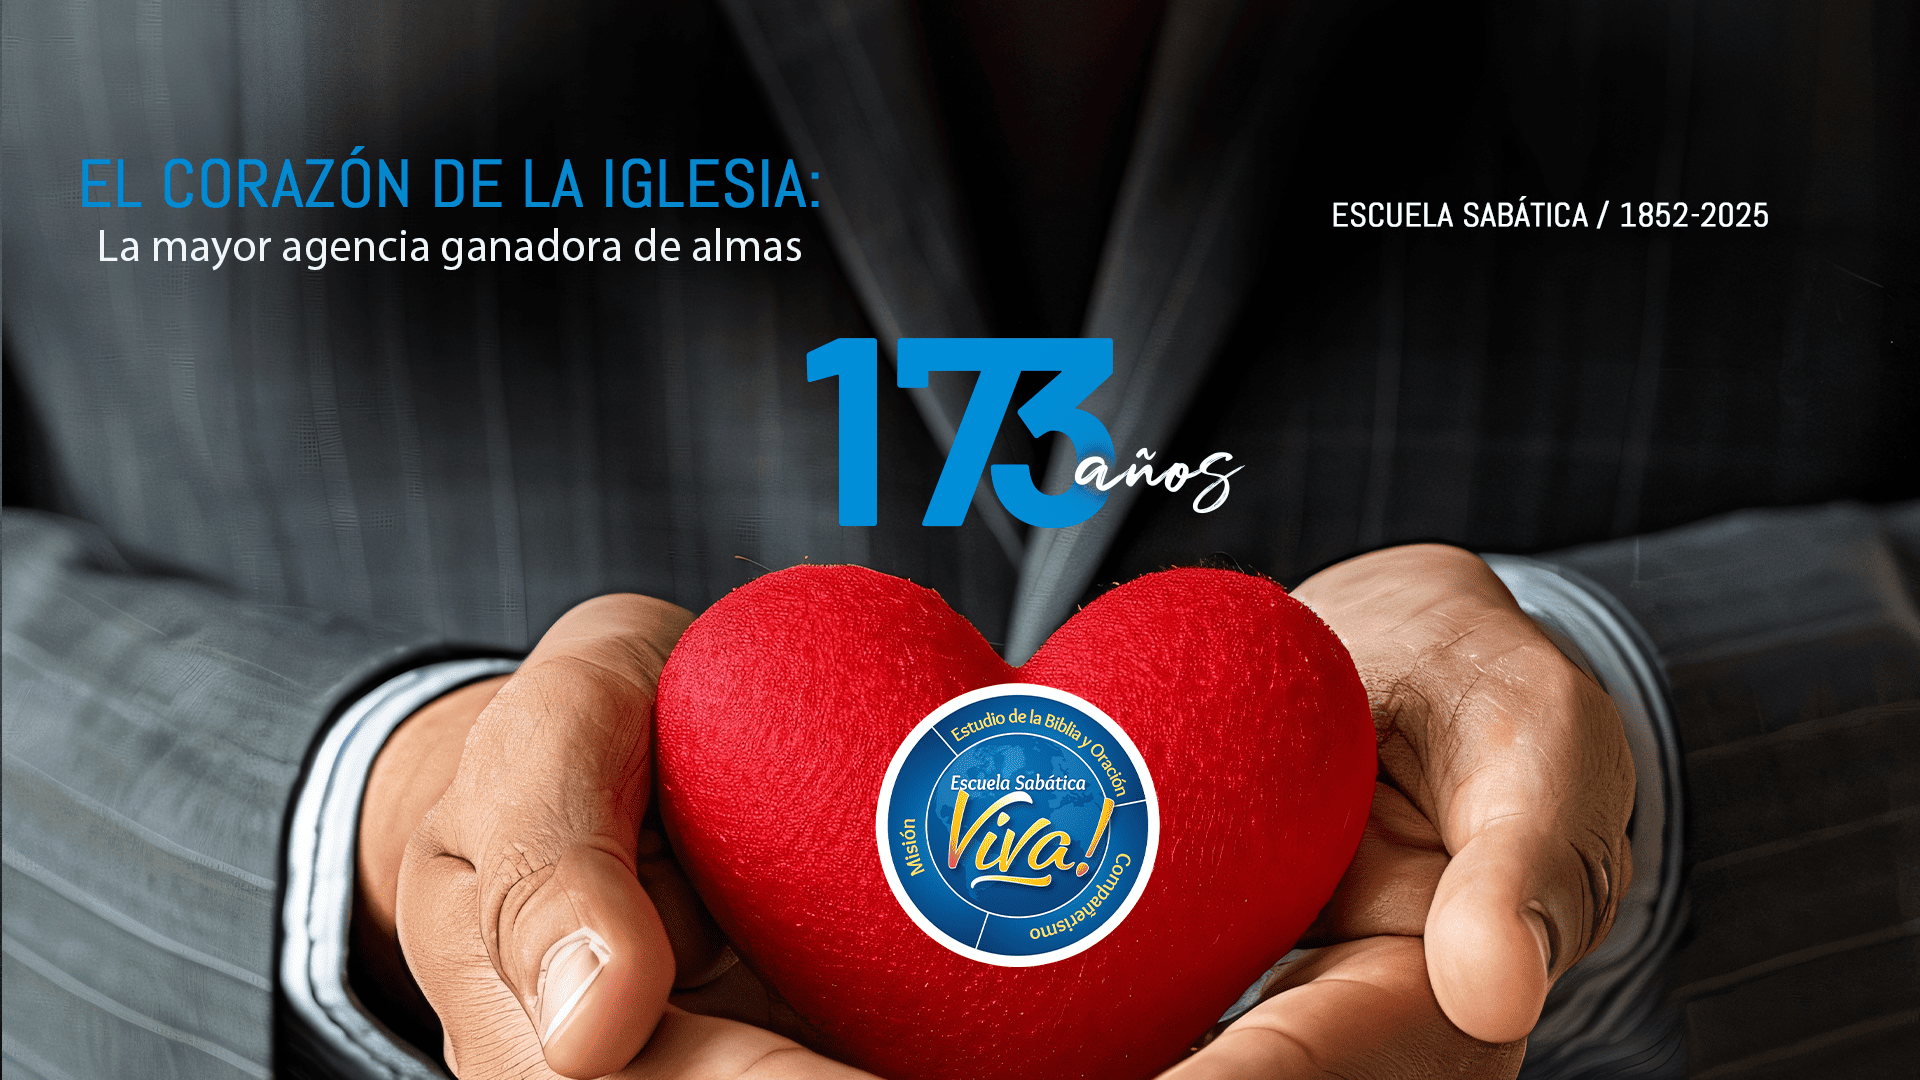 EL CORAZÓN DE LA IGLESIA:
La mayor agencia ganadora de almas
ESCUELA SABÁTICA / 1852-2025
173 años
Estudio de la Biblia y Oración
Escuela Sabática
Viva!
Misión
Compañerismo